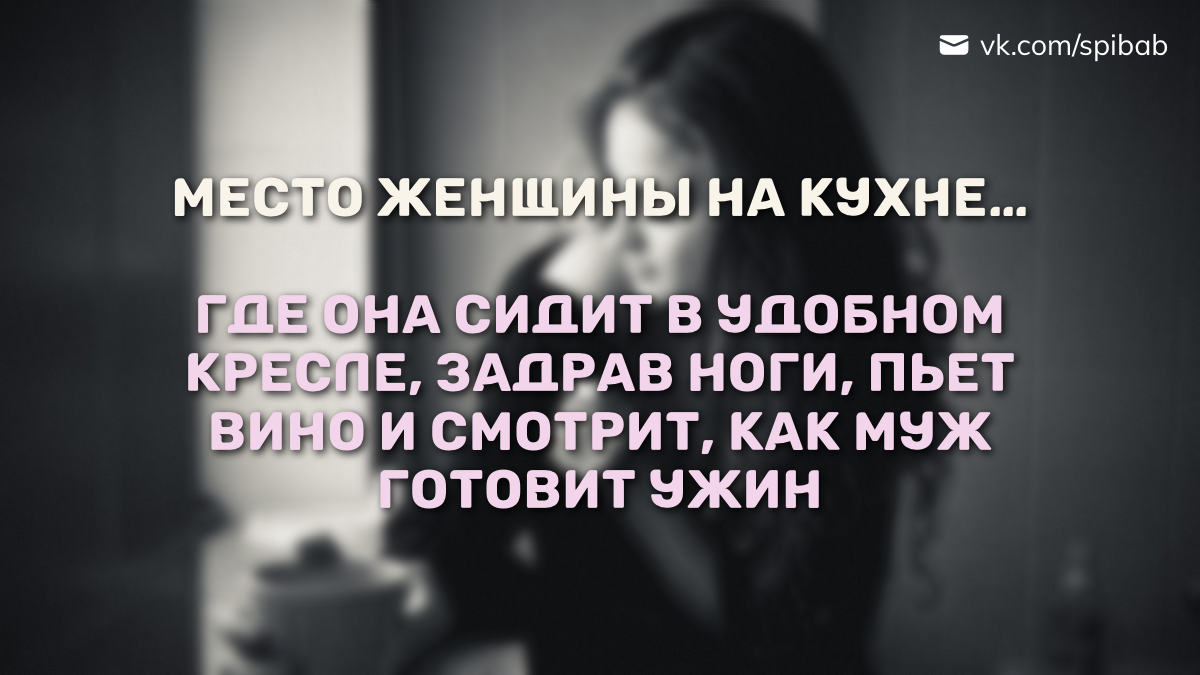 vk.com/spibab
МЕСТО ЖЕНЩИНЫ НА КУХНЕ...
ГДЕ ОНА СИДИТ В УДОБНОМ
КРЕСЛЕ, ЗАДРАВ НОГИ, ПЬЕТ
ВИНО И СМОТРИТ, КАК МУЖ
ГОТОВИТ УЖИН